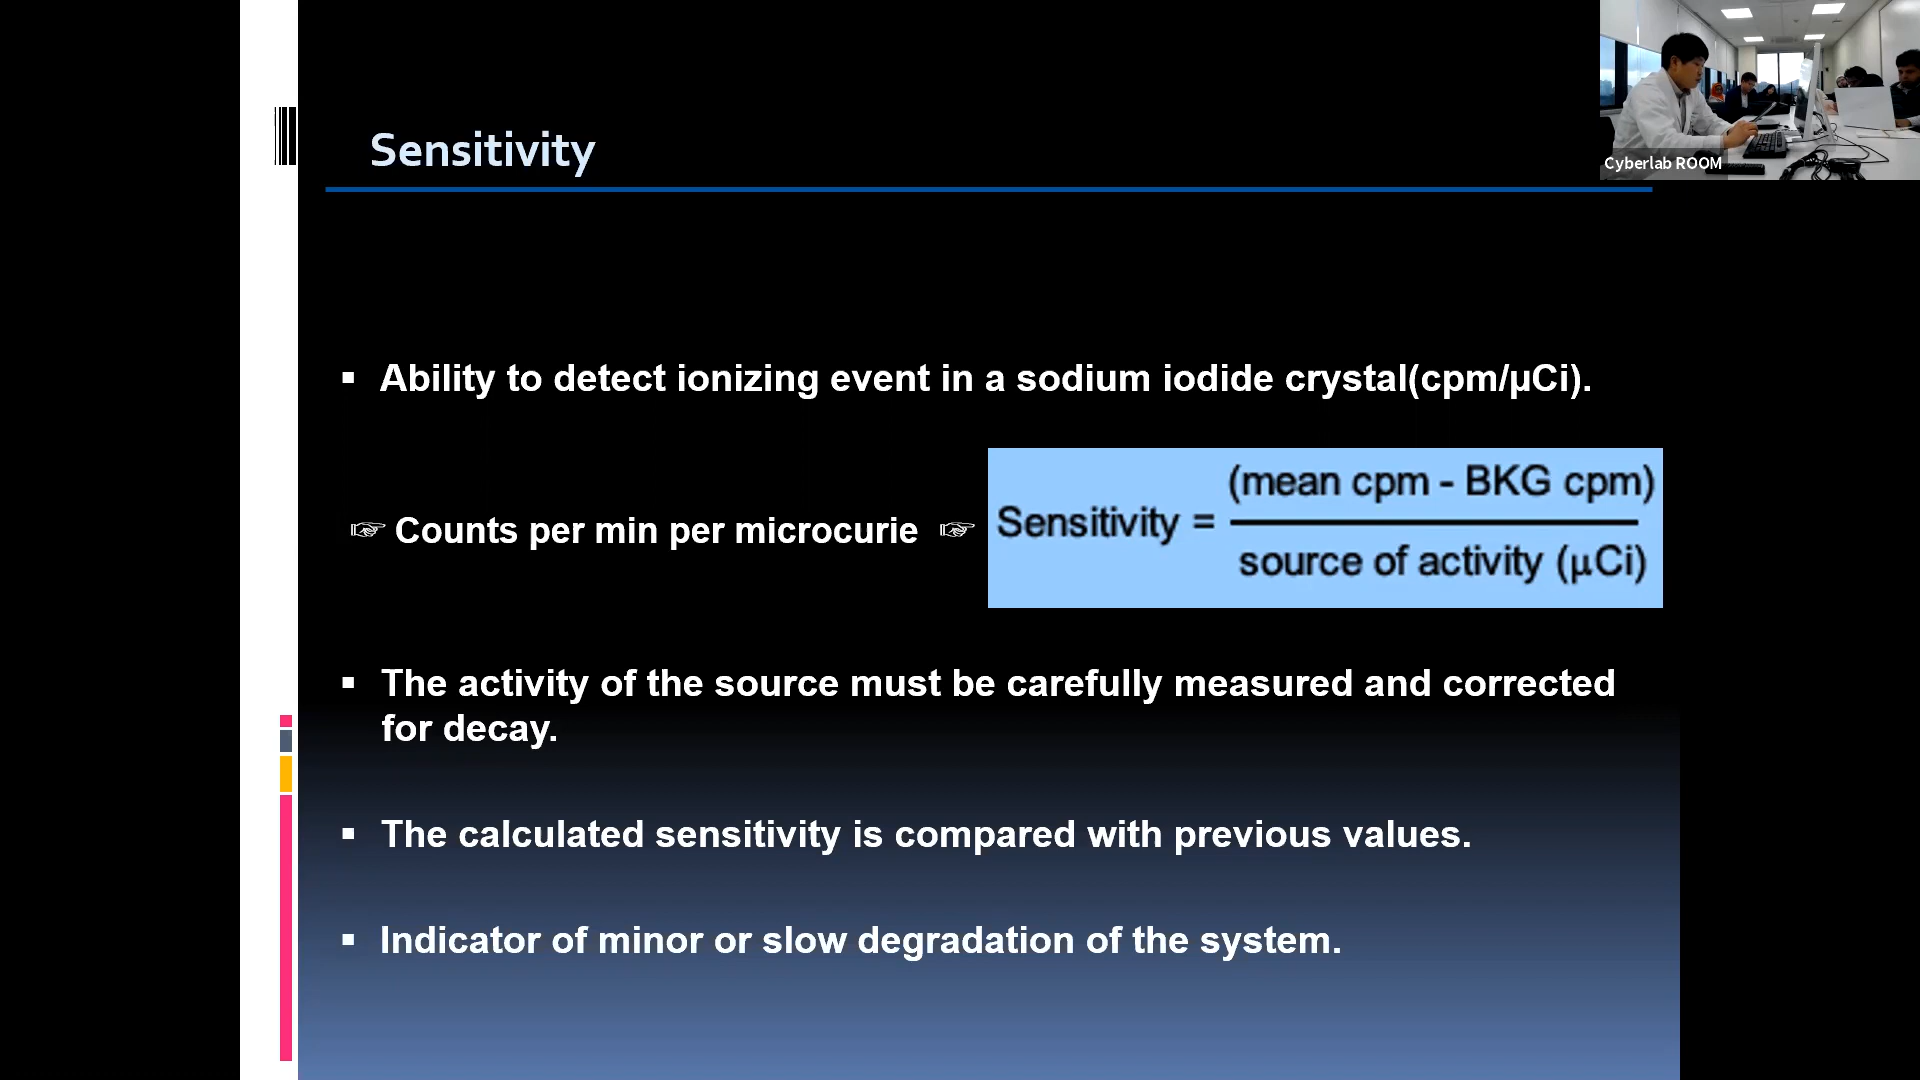 Sensitivity
Cyberlab ROOM
▪ Ability to detect ionizing event in a sodium iodide crystal(cpm/µCi).
☞ Counts per min per microcurie ☞
(mean cpm - BKG cpm)
Sensitivity =
source of activity (µCi)
▪ The activity of the source must be carefully measured and corrected
for decay.
▪ The calculated sensitivity is compared with previous values.
▪ Indicator of minor or slow degradation of the system.